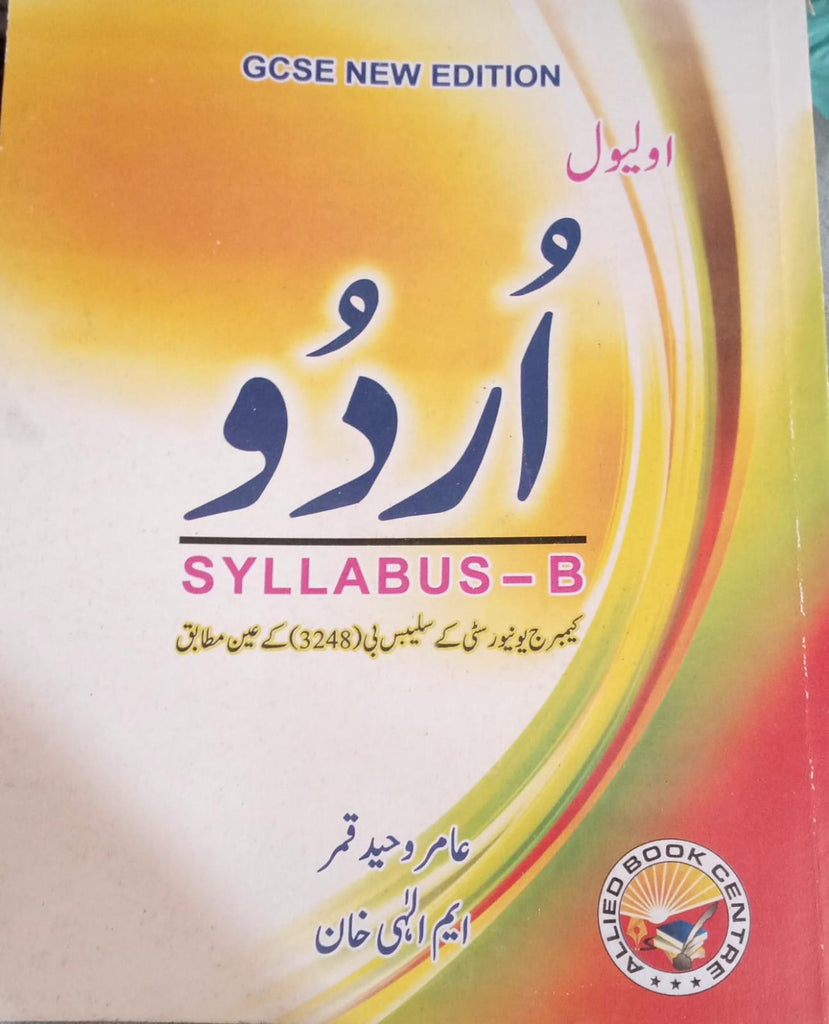 GCSE NEW EDITION
اولیول
اُردُو
SYLLABUS – B
کیمبرج یونیورسٹی کے سلیبس بی (3248) کے عین مطابق
عامر وحید قمر
ایم الٰہی خان
ALLIED BOOK CENTRE